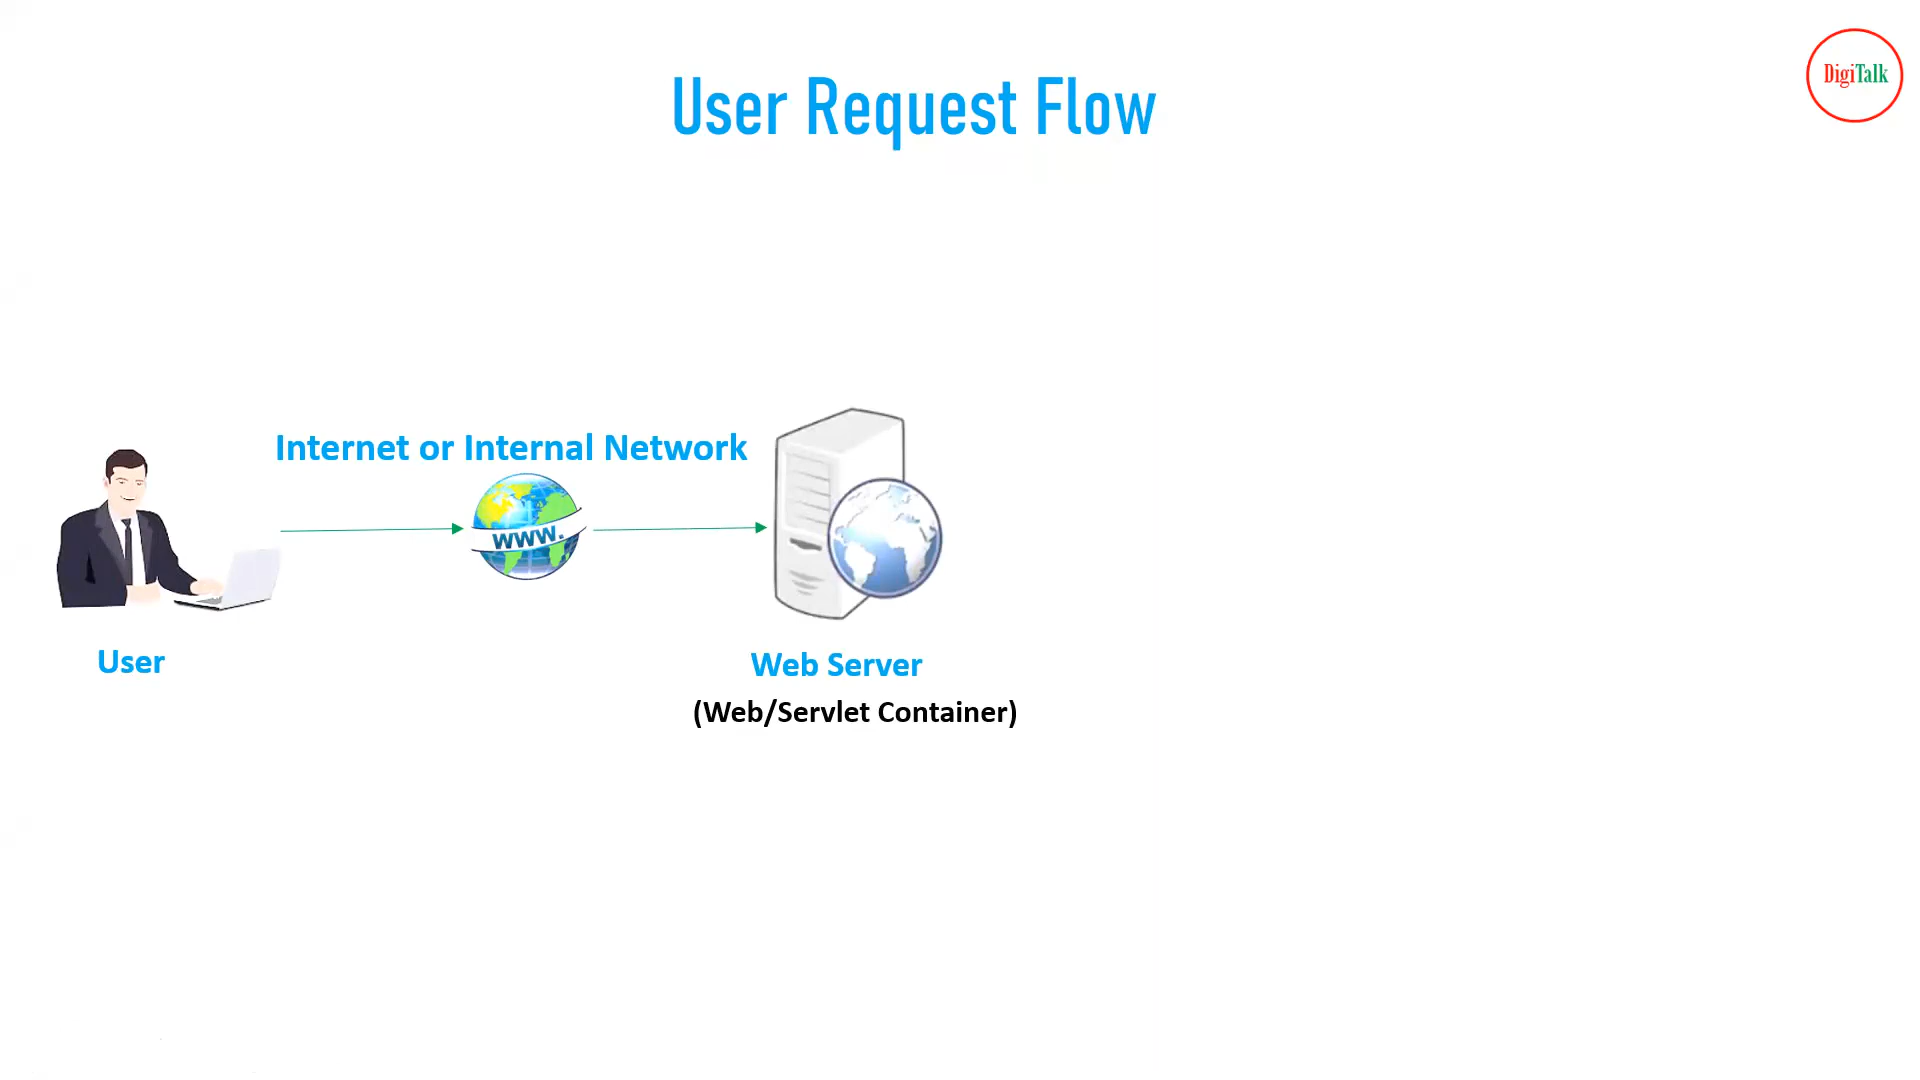 DigiTalk
User Request Flow
Internet or Internal Network
www.
User
Web Server
(Web/Servlet Container)